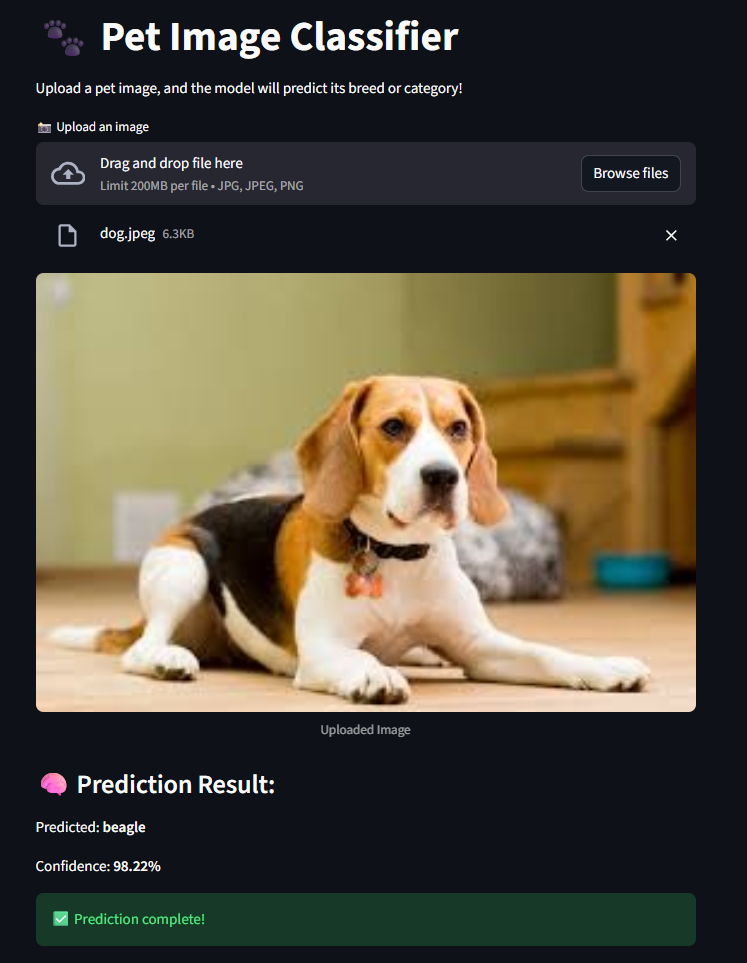 🐾 Pet Image Classifier
Upload a pet image, and the model will predict its breed or category!
📷 Upload an image
Drag and drop file here
Limit 200MB per file • JPG, JPEG, PNG
Browse files
dog.jpeg 6.3KB
Uploaded Image
🧠 Prediction Result:
Predicted: beagle
Confidence: 98.22%
✅ Prediction complete!